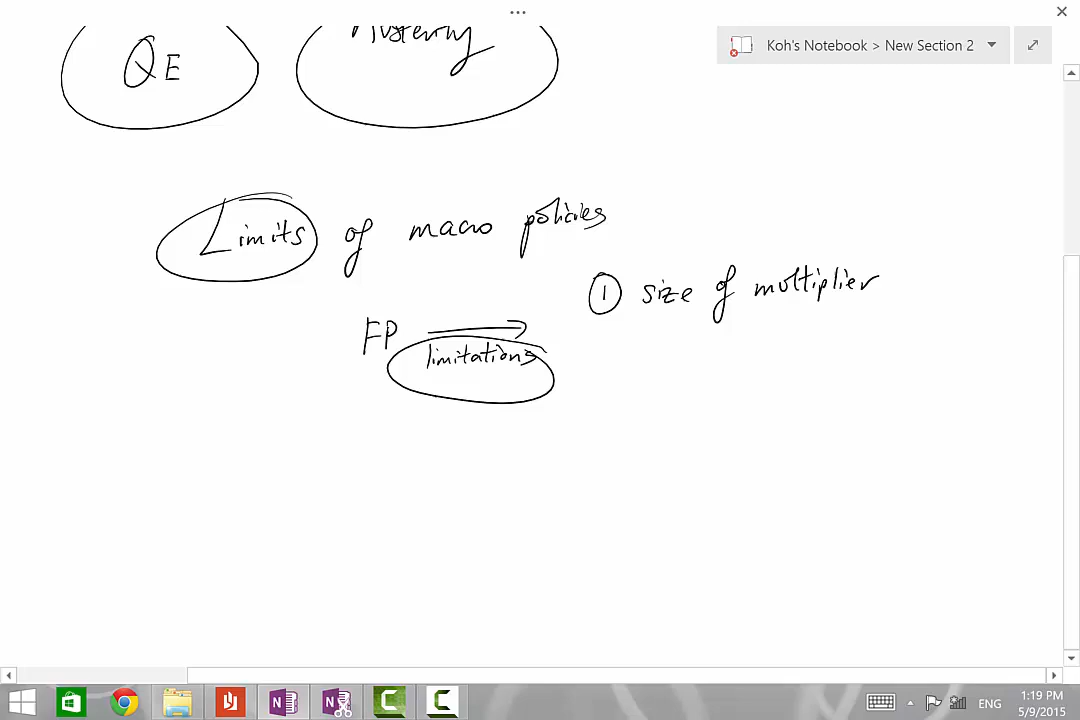 Koh's Notebook > New Section 2
QE
Limits of macro policies
① size of multiplier
FP
limitations
ENG
1:19 PM
5/9/2015